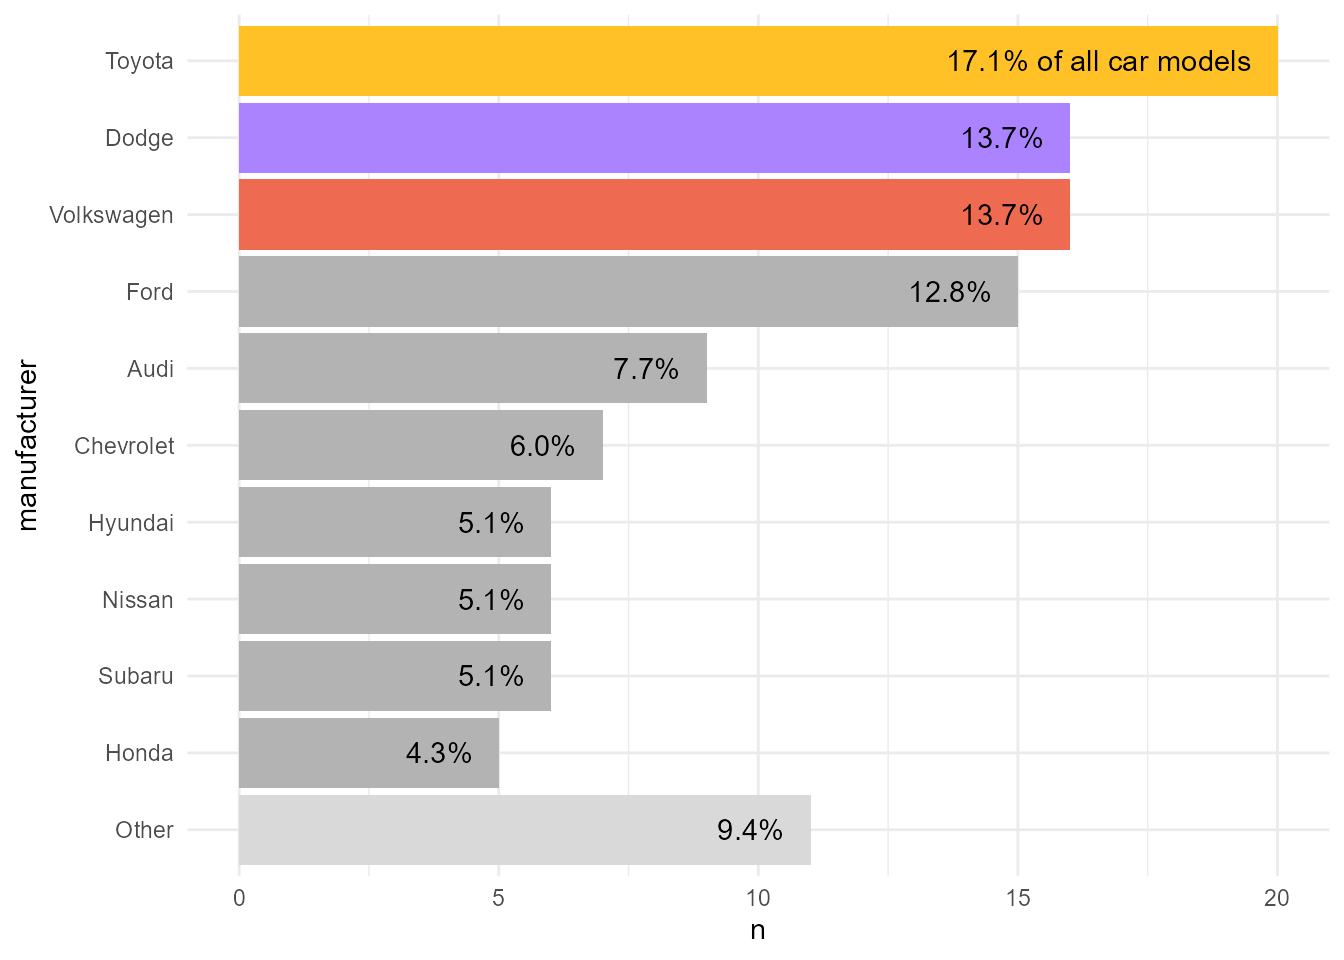 Toyota 17.1% of all car models
Dodge 13.7%
Volkswagen 13.7%
Ford 12.8%
Audi 7.7%
Chevrolet 6.0%
Hyundai 5.1%
Nissan 5.1%
Subaru 5.1%
Honda 4.3%
Other 9.4%
0 5 10 15 20
n
manufacturer